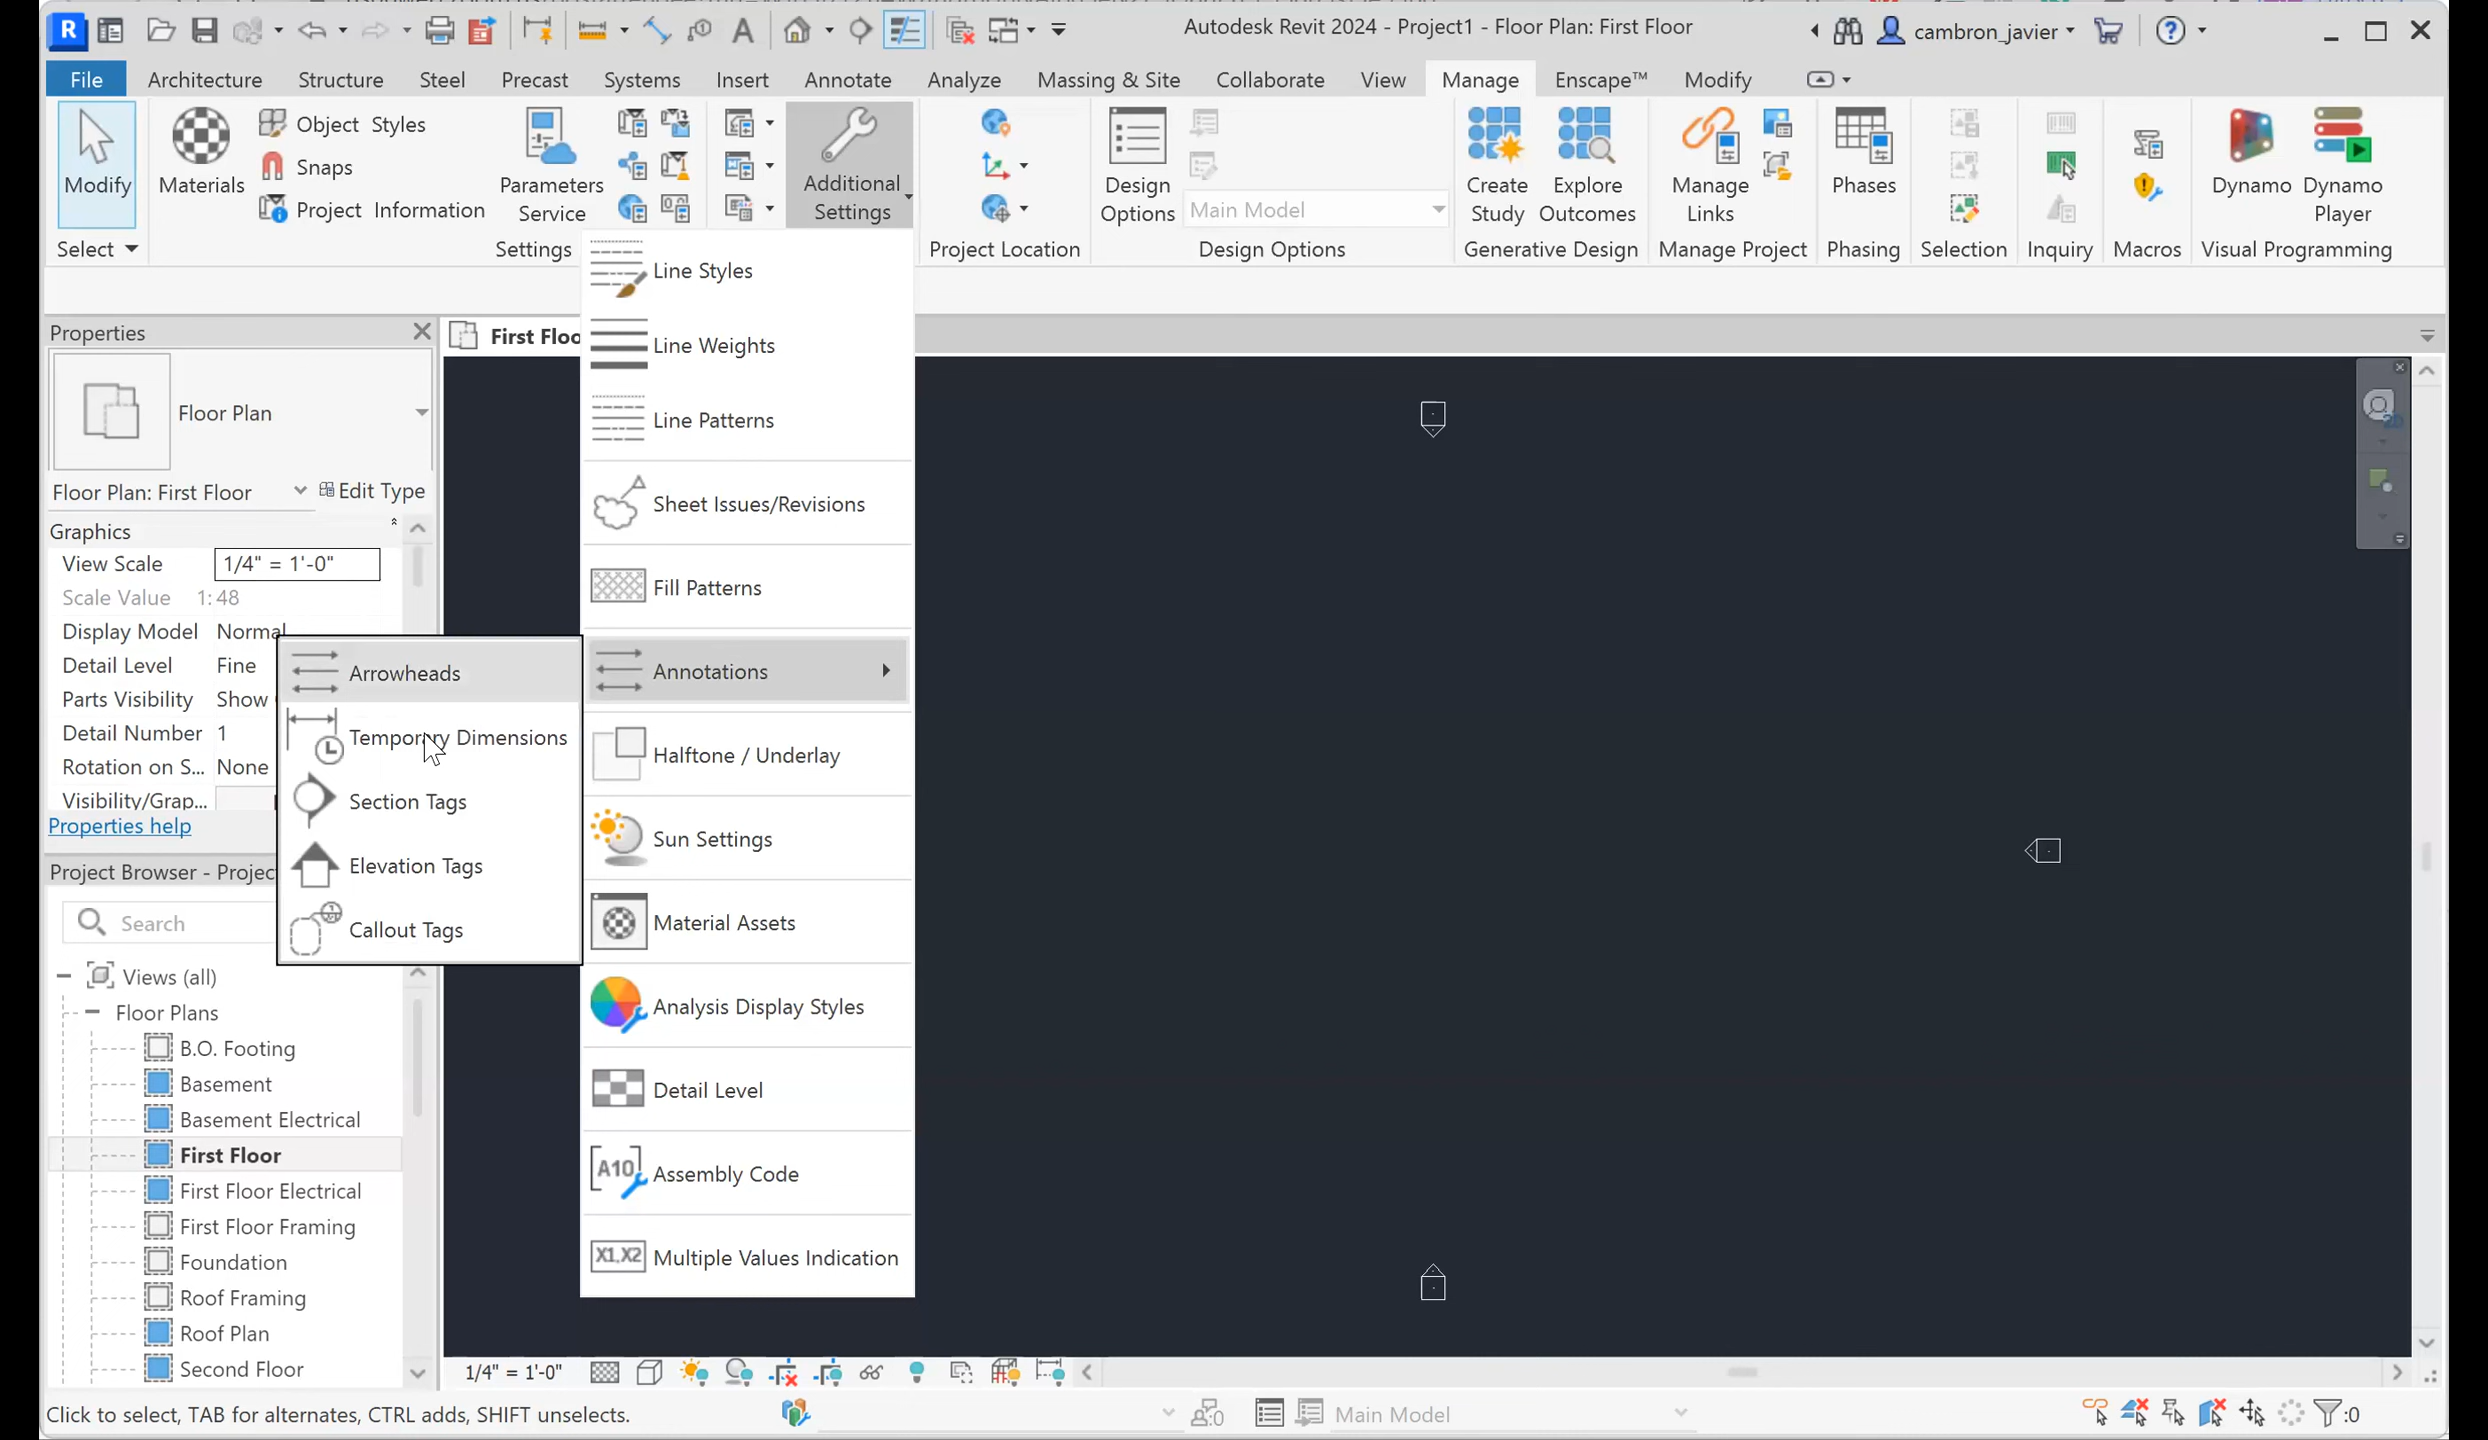 Autodesk Revit 2024 - Project1 - Floor Plan: First Floor
cambron_javier
File Architecture Structure Steel Precast Systems Insert Annotate Analyze Massing & Site Collaborate View Manage Enscape™ Modify
Modify
Materials
Object Styles
Snaps
Project Information
Parameters
Service
Additional
Settings
Design
Options
Main Model
Create
Study
Explore
Outcomes
Manage
Links
Phases
Dynamo
Dynamo
Player
Select
Settings
Project Location
Design Options
Generative Design
Manage Project
Phasing
Selection
Inquiry
Macros
Visual Programming
Line Styles
Line Weights
Line Patterns
Sheet Issues/Revisions
Fill Patterns
Annotations
Halftone / Underlay
Sun Settings
Material Assets
Analysis Display Styles
Detail Level
A10
Assembly Code
X1,X2
Multiple Values Indication
Arrowheads
Temporary Dimensions
Section Tags
Elevation Tags
Callout Tags
Properties
First Floo
Floor Plan
Floor Plan: First Floor
Edit Type
Graphics
View Scale 1/4" = 1'-0"
Scale Value 1: 48
Display Model Normal
Detail Level Fine
Parts Visibility Show
Detail Number 1
Rotation on S... None
Visibility/Grap...
Properties help
Project Browser - Projec
Search
Views (all)
Floor Plans
B.O. Footing
Basement
Basement Electrical
First Floor
First Floor Electrical
First Floor Framing
Foundation
Roof Framing
Roof Plan
Second Floor
1/4" = 1'-0"
Click to select, TAB for alternates, CTRL adds, SHIFT unselects.
:0
Main Model
:0